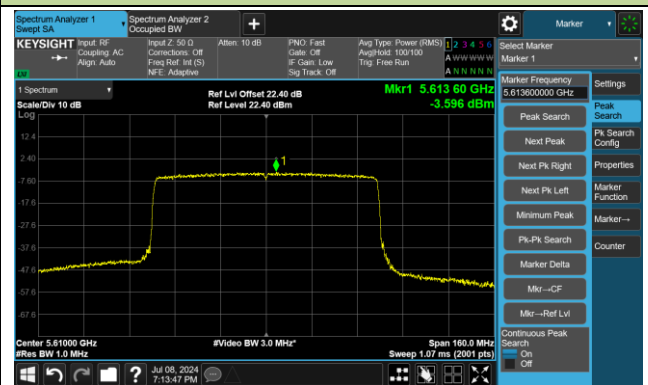 Spectrum Analyzer 1
Swept SA
Spectrum Analyzer 2
Occupied BW
Marker
KEYSIGHT
Input: RF
Coupling: AC
Align: Auto
Input Z: 50 Ω
Corrections: Off
Freq Ref: Int (S)
NFE: Adaptive
Atten: 10 dB
PNO: Fast
Gate: Off
IF Gain: Low
Sig Track: Off
Avg Type: Power (RMS)
Avg|Hold: 100/100
Trig: Free Run
1 2 3 4 5 6
A W W W W W
A N N N N N
Select Marker
Marker 1
1 Spectrum
Scale/Div 10 dB
Log
Ref Lvl Offset 22.40 dB
Ref Level 22.40 dBm
Mkr1 5.613 60 GHz
-3.596 dBm
12.4
2.40
-7.60
-17.6
-27.6
-37.6
-47.6
-57.6
-67.6
1
Center 5.61000 GHz
#Res BW 1.0 MHz
#Video BW 3.0 MHz*
Span 160.0 MHz
Sweep 1.07 ms (2001 pts)
Marker Frequency
5.613600000 GHz
Peak Search
Next Peak
Next Pk Right
Next Pk Left
Minimum Peak
Pk-Pk Search
Marker Delta
Mkr→CF
Mkr→Ref Lvl
Continuous Peak
Search
On
Off
Settings
Peak
Search
Pk Search
Config
Properties
Marker
Function
Marker→
Counter
Jul 08, 2024
7:13:47 PM